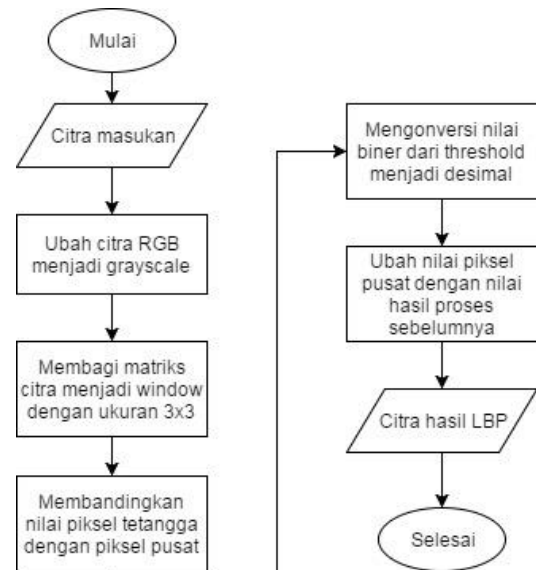 Mulai
Citra masukan
Ubah citra RGB
menjadi grayscale
Membagi matriks
citra menjadi window
dengan ukuran 3x3
Membandingkan
nilai piksel tetangga
dengan piksel pusat
Mengonversi nilai
biner dari threshold
menjadi desimal
Ubah nilai piksel
pusat dengan nilai
hasil proses
sebelumnya
Citra hasil LBP
Selesai